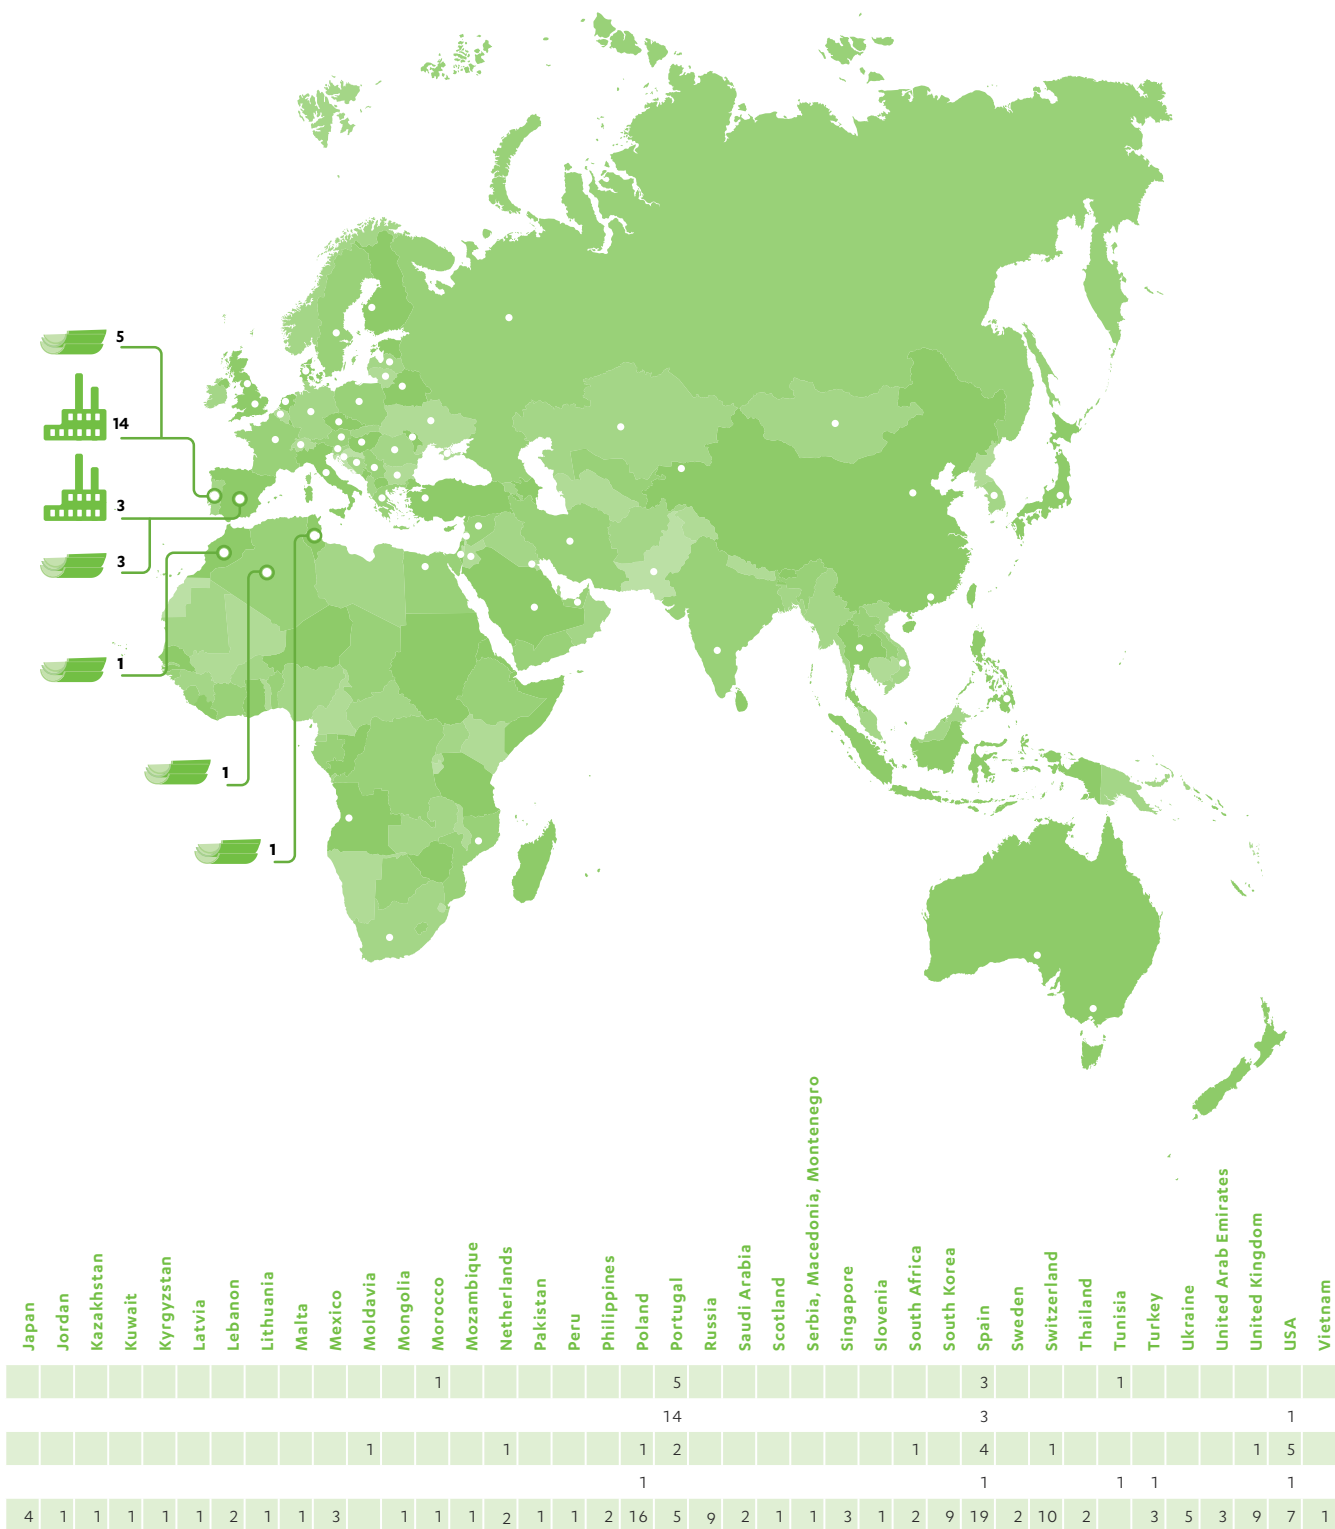 5
14
3
3
1
1
1
Japan
Jordan
Kazakhstan
Kuwait
Kyrgyzstan
Latvia
Lebanon
Lithuania
Malta
Mexico
Moldavia
Mongolia
Morocco
Mozambique
Netherlands
Pakistan
Peru
Philippines
Poland
Portugal
Russia
Saudi Arabia
Scotland
Serbia, Macedonia, Montenegro
Singapore
Slovenia
South Africa
South Korea
Spain
Sweden
Switzerland
Thailand
Tunisia
Turkey
Ukraine
United Arab Emirates
United Kingdom
USA
Vietnam
1 5 3 1
14 3 1
1 1 1 2 1 4 1 1 5
1 1 1 1 1
4 1 1 1 1 1 2 1 1 3 1 1 1 2 1 1 2 16 5 9 2 1 1 3 1 2 9 19 2 10 2 3 5 3 9 7 1